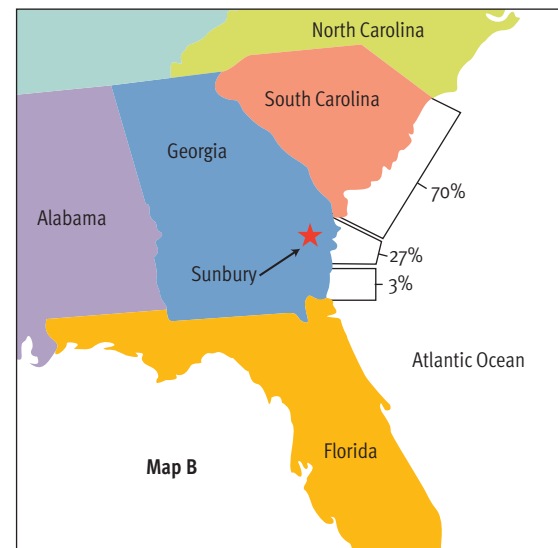 North Carolina
South Carolina
Georgia
70%
Alabama
27%
Sunbury
3%
Atlantic Ocean
Florida
Map B